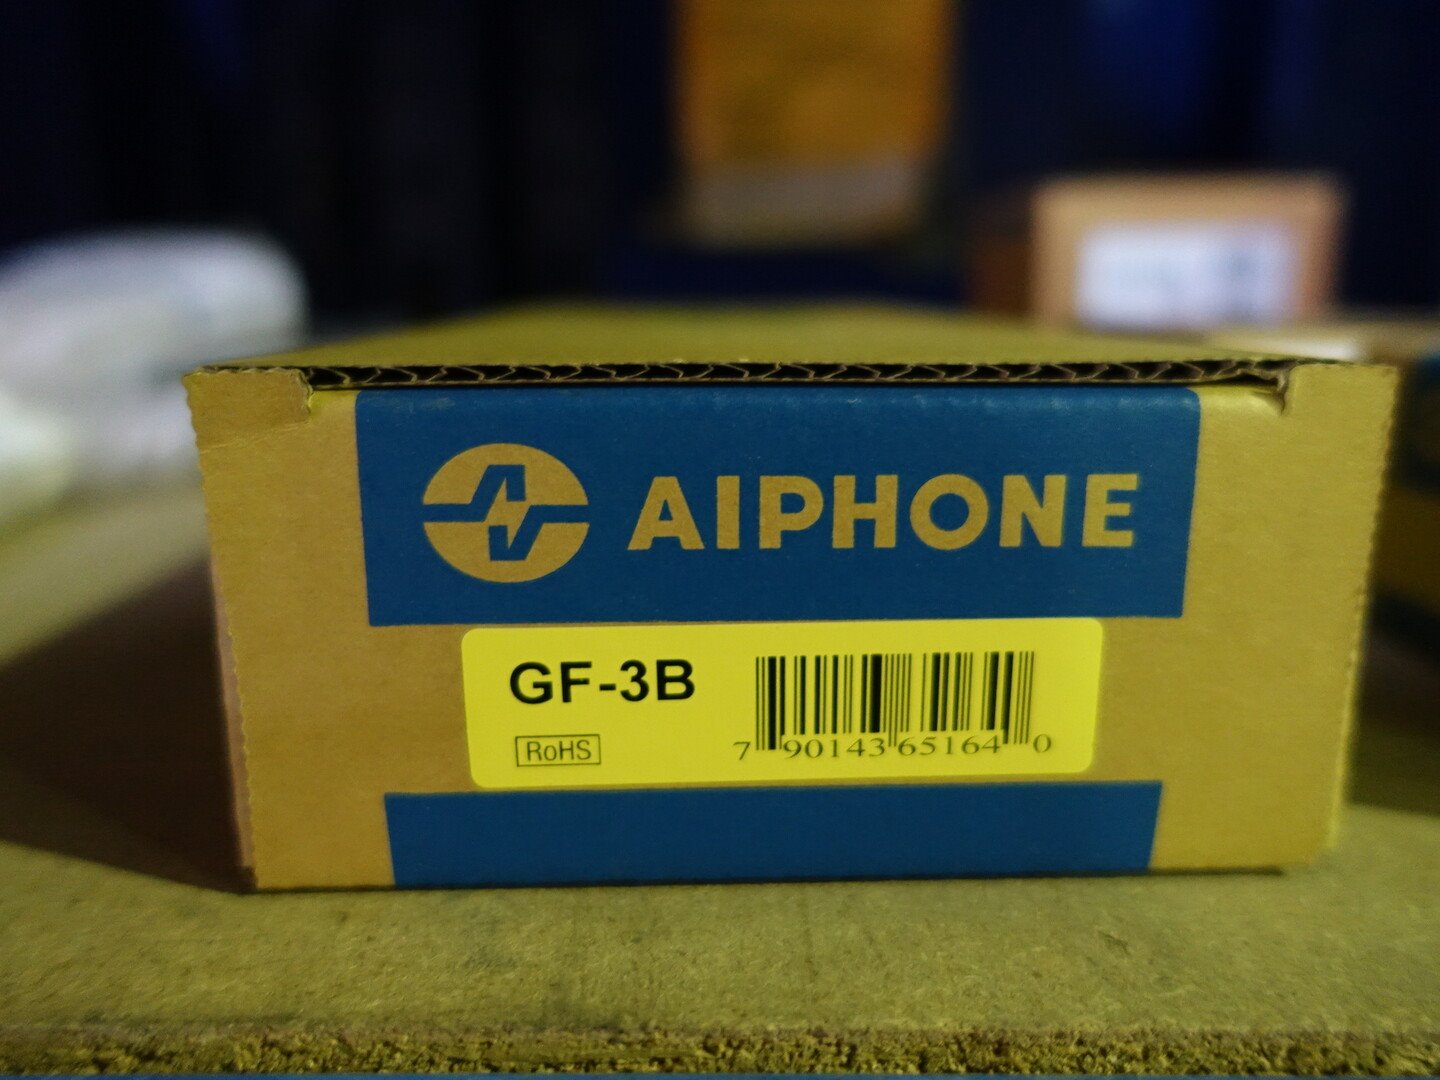 AIPHONE
GF-3B
RoHS
7 90143 65164 0